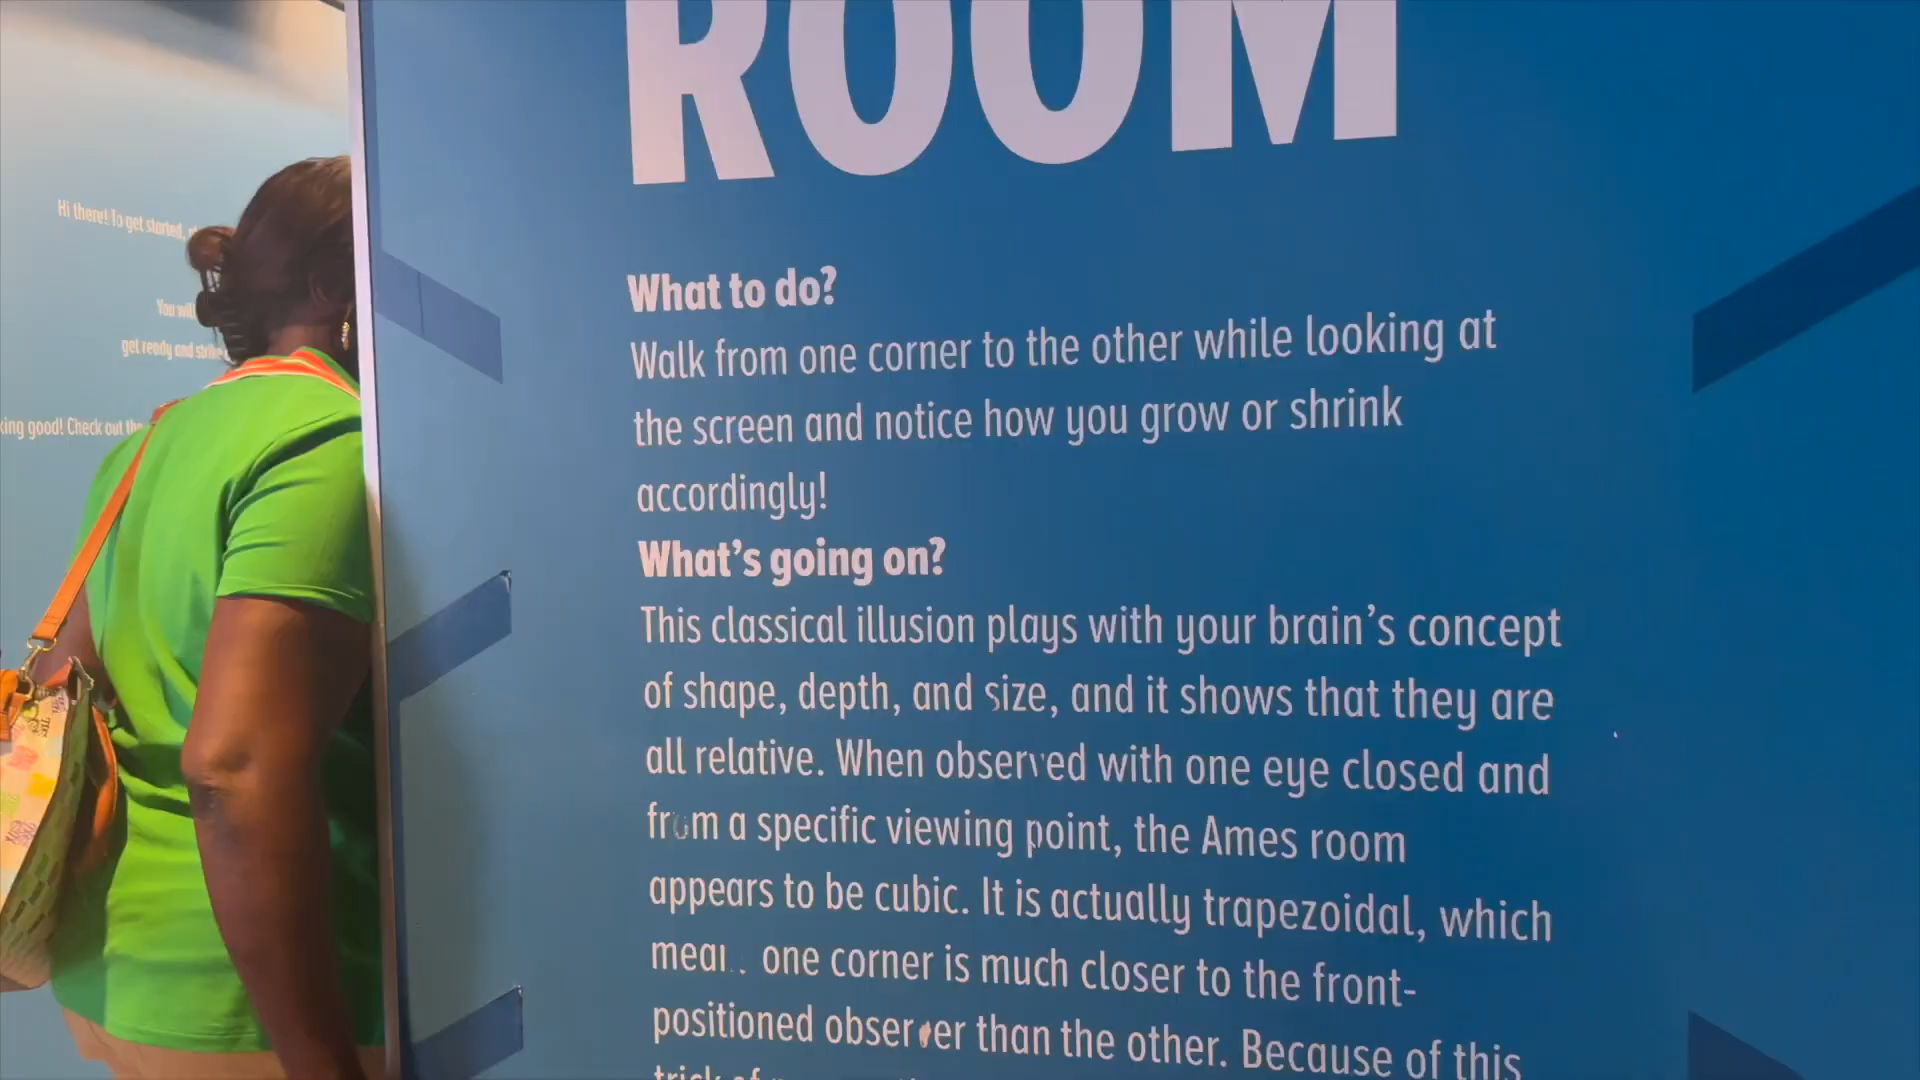 ROOM
What to do?
Walk from one corner to the other while looking at
the screen and notice how you grow or shrink
accordingly!
What's going on?
This classical illusion plays with your brain's concept
of shape, depth, and size, and it shows that they are
all relative. When observed with one eye closed and
from a specific viewing point, the Ames room
appears to be cubic. It is actually trapezoidal, which
one corner is much closer to the front-
positioned observer than the other. Because of this
Hi there! To get started,
You will
get ready and strike
good! Check out the